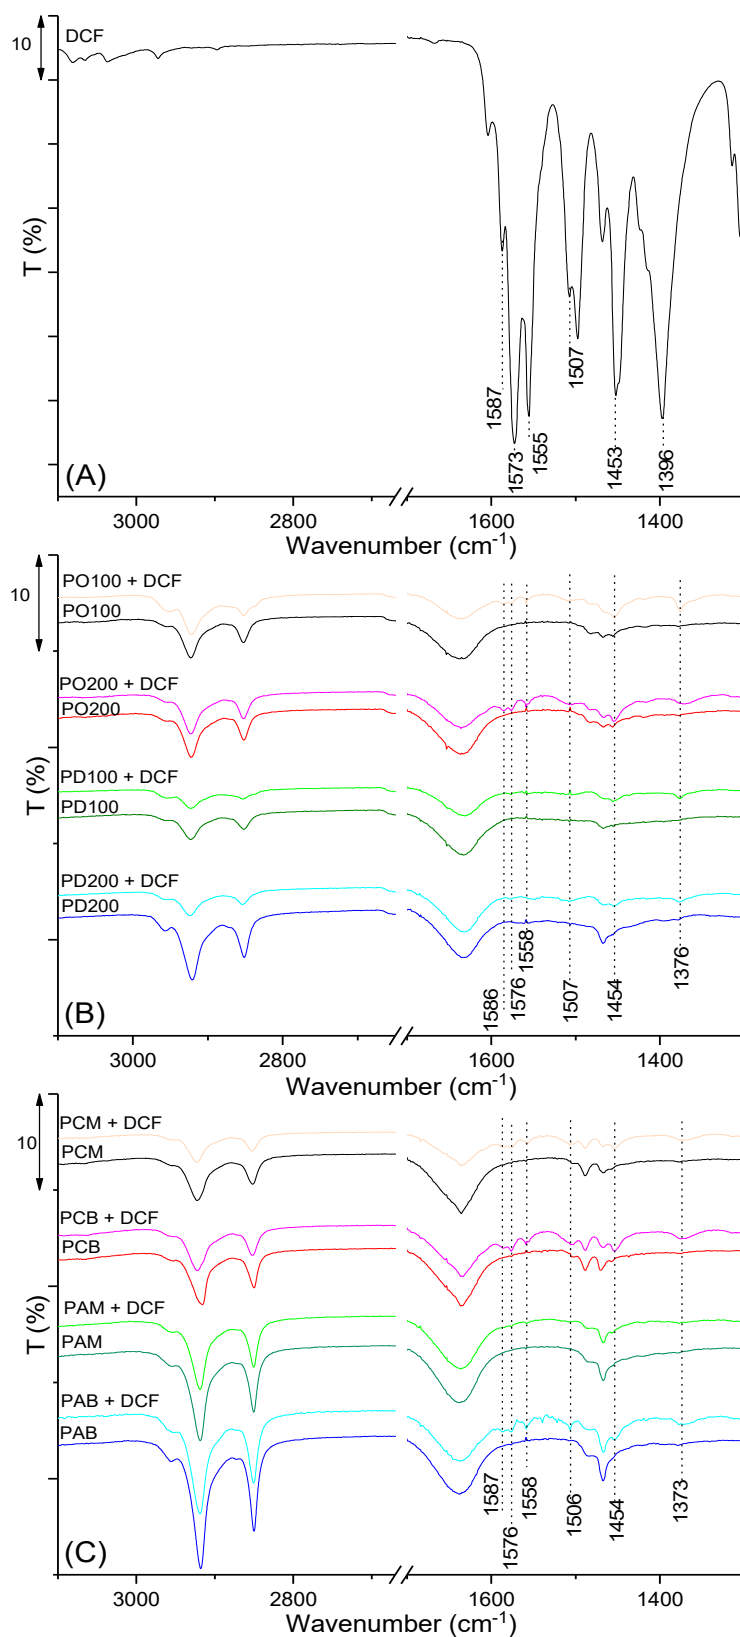 10
DCF
T (%)
1587
1573
1555
1507
1453
1396
(A)
3000
2800
1600
1400
Wavenumber (cm-1)
10
PO100 + DCF
PO100
PO200 + DCF
PO200
PD100 + DCF
PD100
PD200 + DCF
PD200
T (%)
1586
1576
1558
1507
1454
1376
(B)
3000
2800
1600
1400
Wavenumber (cm-1)
10
PCM + DCF
PCM
PCB + DCF
PCB
PAM + DCF
PAM
PAB + DCF
PAB
T (%)
1587
1576
1558
1506
1454
1373
(C)
3000
2800
1600
1400
Wavenumber (cm-1)